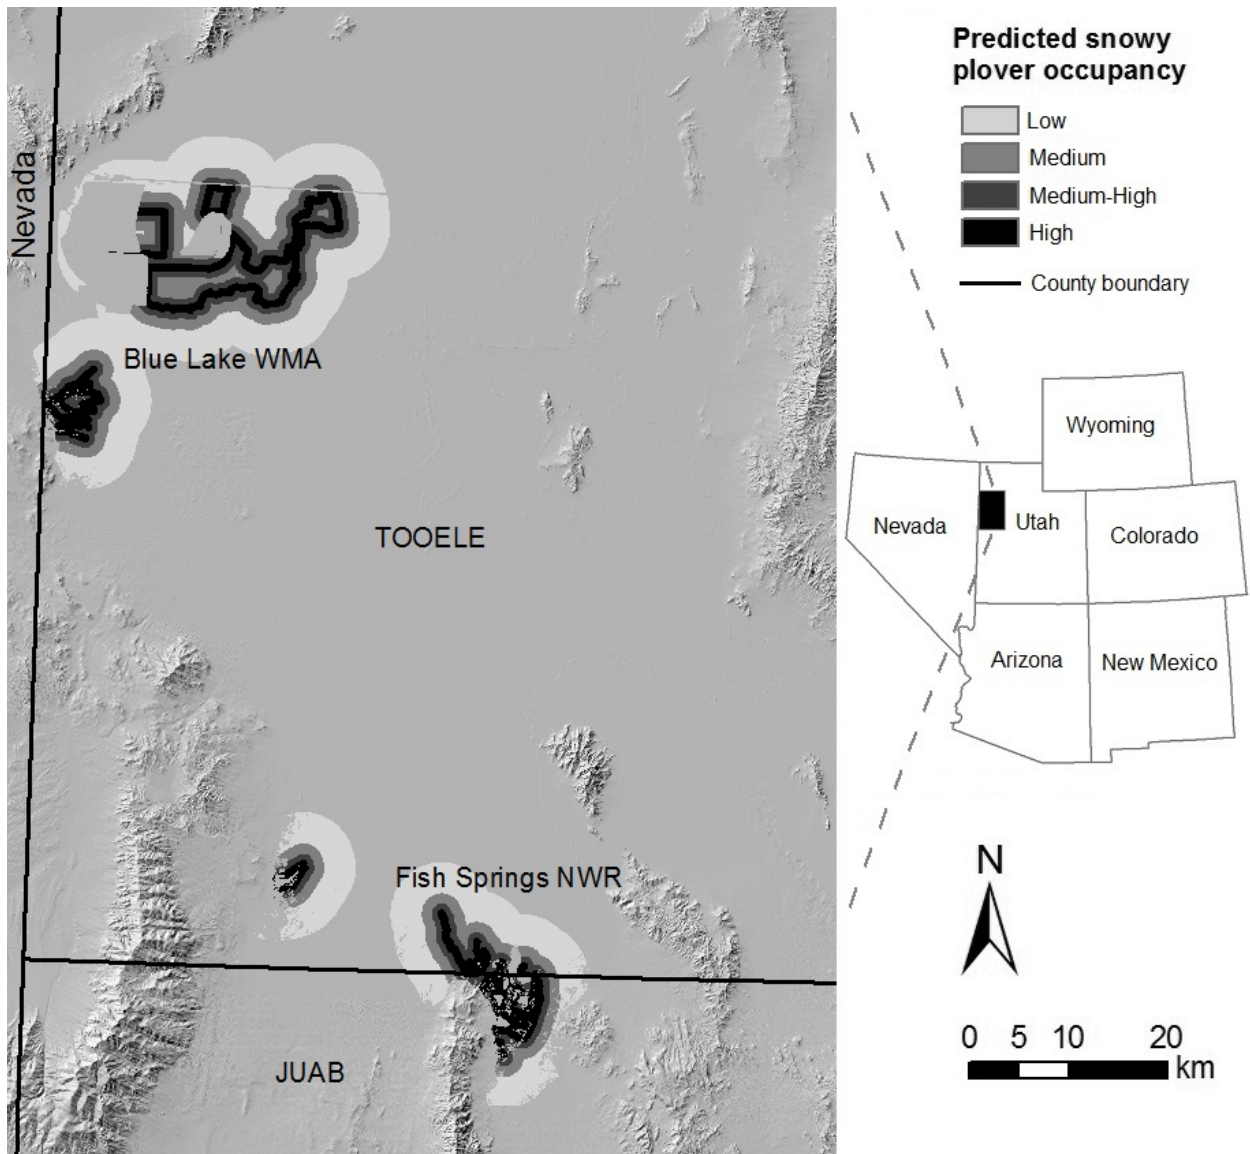 Nevada
Blue Lake WMA
TOOELE
Fish Springs NWR
JUAB
Predicted snowy
plover occupancy
Low
Medium
Medium-High
High
County boundary
Wyoming
Nevada
Utah
Colorado
Arizona
New Mexico
N
0 5 10 20
km